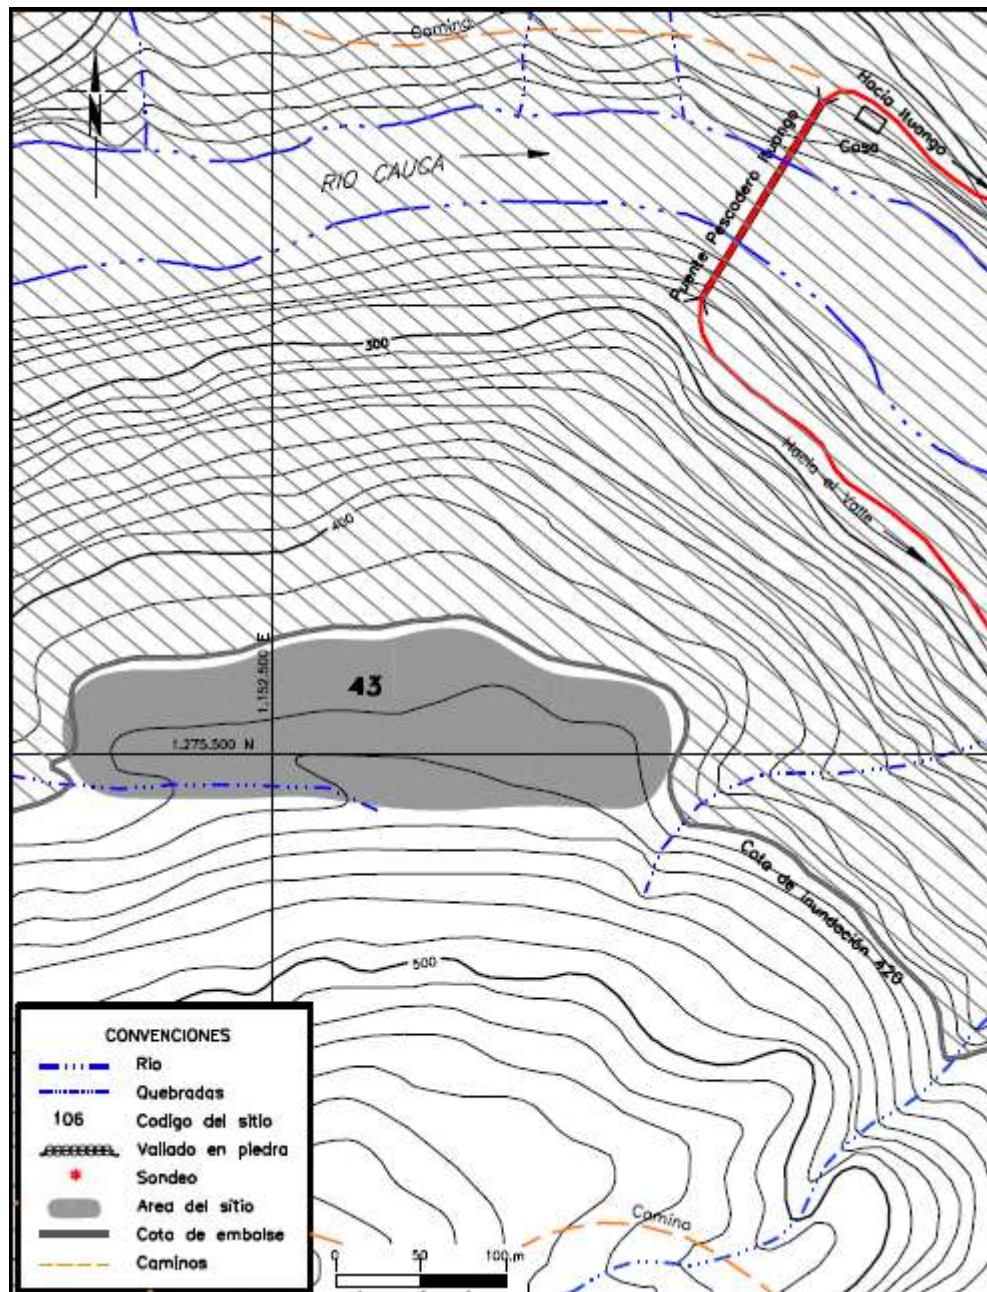 Camino
Hacia Ituango
Casa
Puente Pescadero Ituango
RIO CAUCA
300
Hacia el Valle
400
1.152.500 E
43
1.275.500 N
Cota de inundación 420
500
CONVENCIONES
Rio
Quebradas
106 Codigo del sitio
Vallado en piedra
Sondeo
Area del sitio
Cota de embalse
Caminos
Camino
0 50 100.m